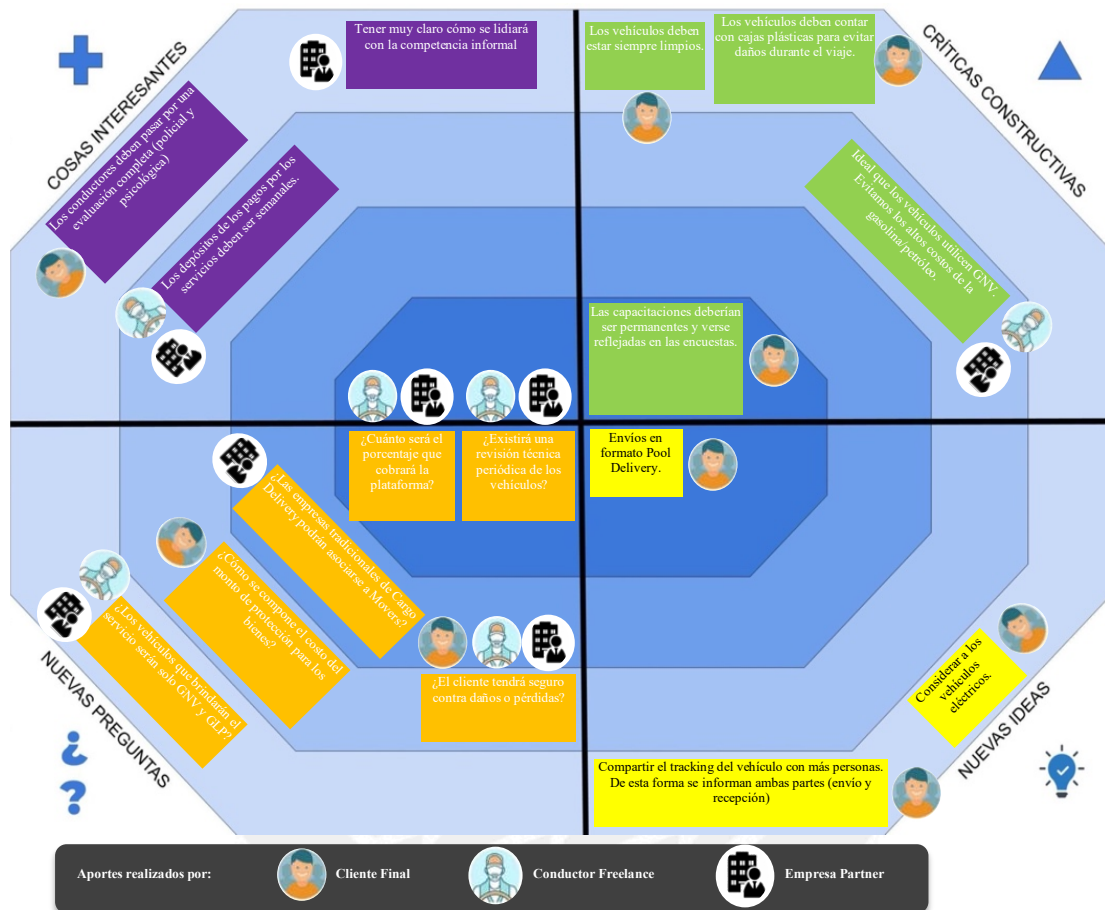 COSAS INTERESANTES
Tener muy claro cómo se lidiará
con la competencia informal
Los conductores deben pasar por una
evaluación completa (policial y
psicológica)
Los depósitos de los pagos por los
servicios deben ser semanales.
CRÍTICAS CONSTRUCTIVAS
Los vehículos deben
estar siempre limpios.
Los vehículos deben contar
con cajas plásticas para evitar
daños durante el viaje.
Ideal que los vehículos utilicen GNV.
Evitamos los altos costos de la
gasolina/petróleo.
Las capacitaciones deberían
ser permanentes y verse
reflejadas en las encuestas.
NUEVAS PREGUNTAS
¿Cuánto será el
porcentaje que
cobrará la
plataforma?
¿Existirá una
revisión técnica
periódica de los
vehículos?
¿Las empresas tradicionales de Cargo
Delivery podrán asociarse a Movers?
¿Cómo se compone el costo del
monto de protección para los
bienes?
¿Los vehículos que brindarán el
servicio serán solo GNV y GLP?
¿El cliente tendrá seguro
contra daños o pérdidas?
¿
?
NUEVAS IDEAS
Envíos en
formato Pool
Delivery.
Considerar a los
vehículos
eléctricos.
Compartir el tracking del vehículo con más personas.
De esta forma se informan ambas partes (envío y
recepción)
Aportes realizados por:
Cliente Final
Conductor Freelance
Empresa Partner